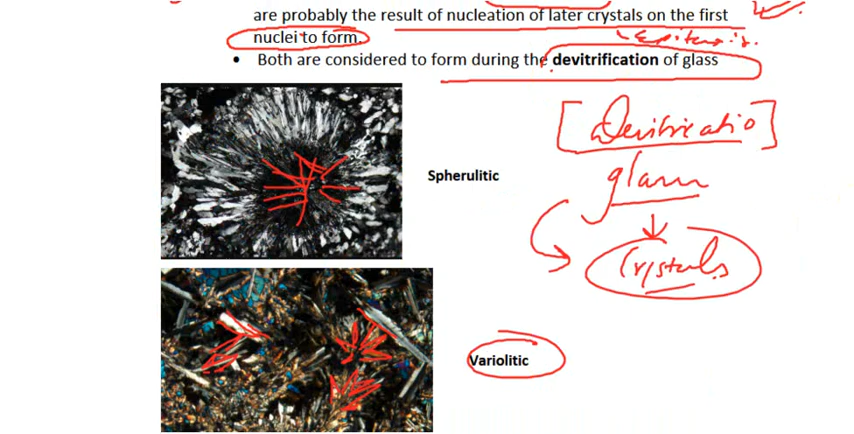 are probably the result of nucleation of later crystals on the first
nuclei to form.
• Both are considered to form during the devitrification of glass
Spherulitic
glass
Crystals
Variolitic